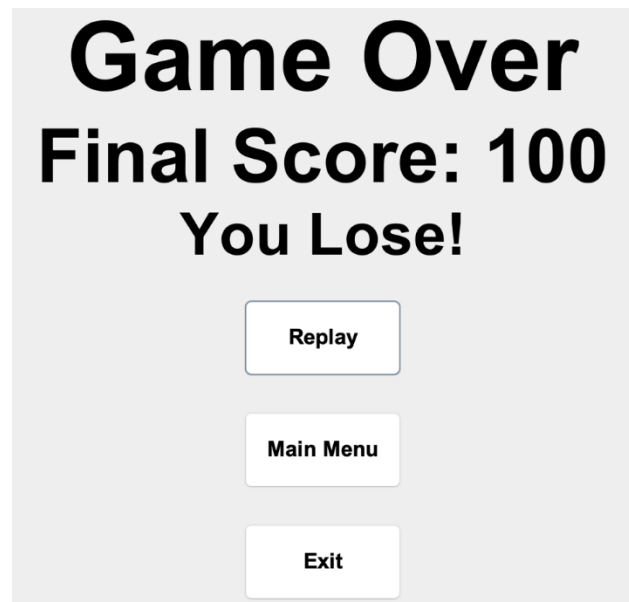 Game Over
Final Score: 100
You Lose!
Replay
Main Menu
Exit